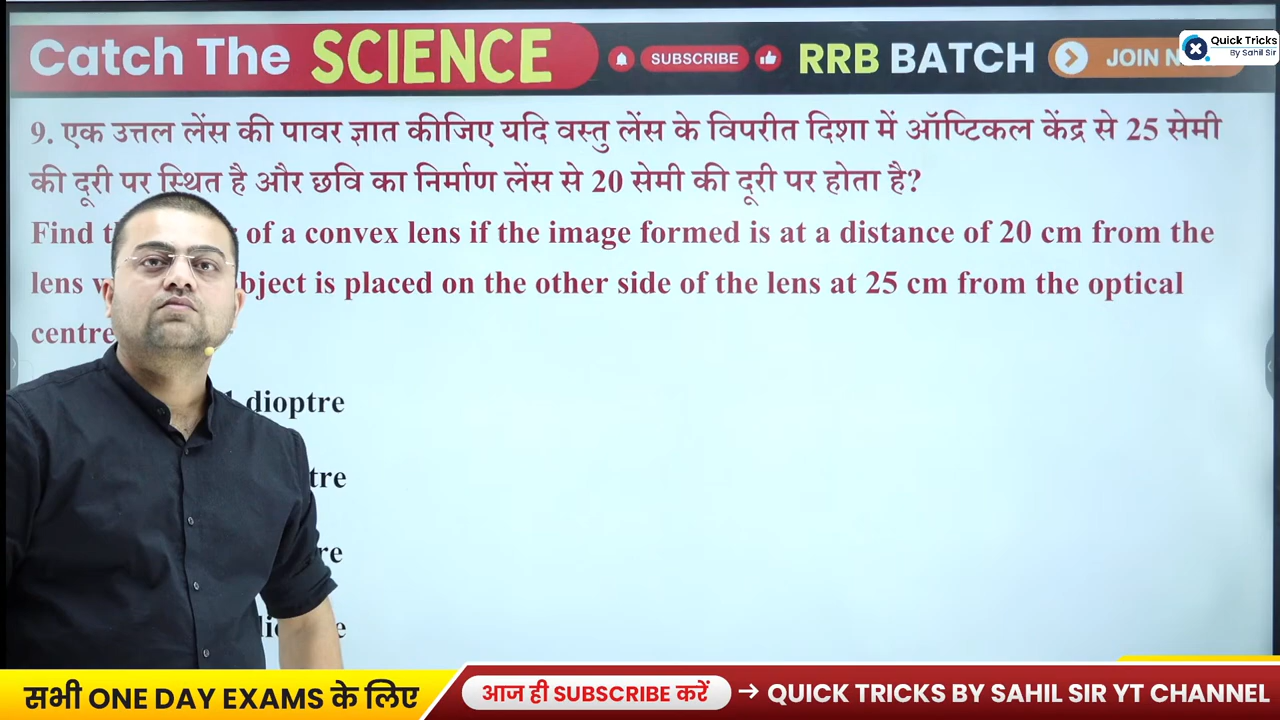 Catch The SCIENCE SUBSCRIBE RRB BATCH JOIN
Quick Tricks
By Sahil Sir
9. एक उत्तल लेंस की पावर ज्ञात कीजिए यदि वस्तु लेंस के विपरीत दिशा में ऑप्टिकल केंद्र से 25 सेमी
की दूरी पर स्थित है और छवि का निर्माण लेंस से 20 सेमी की दूरी पर होता है?
Find of a convex lens if the image formed is at a distance of 20 cm from the
lens is placed on the other side of the lens at 25 cm from the optical
centre
dioptre
सभी ONE DAY EXAMS के लिए
आज ही SUBSCRIBE करें → QUICK TRICKS BY SAHIL SIR YT CHANNEL